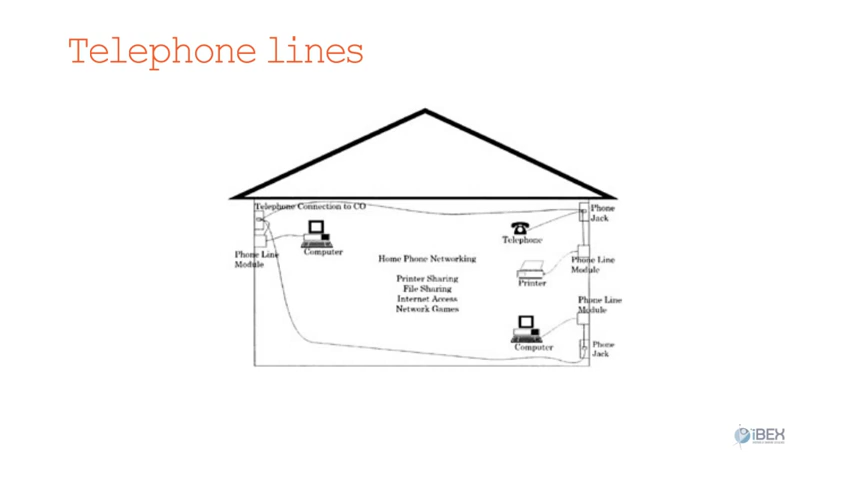 Telephone lines
Telephone Connection to CO
Phone
Jack
Telephone
Computer
Phone Line
Module
Home Phone Networking
Phone Line
Module
Printer Sharing
File Sharing
Internet Access
Network Games
Printer
Phone Line
Module
Computer
Phone
Jack
iBEX